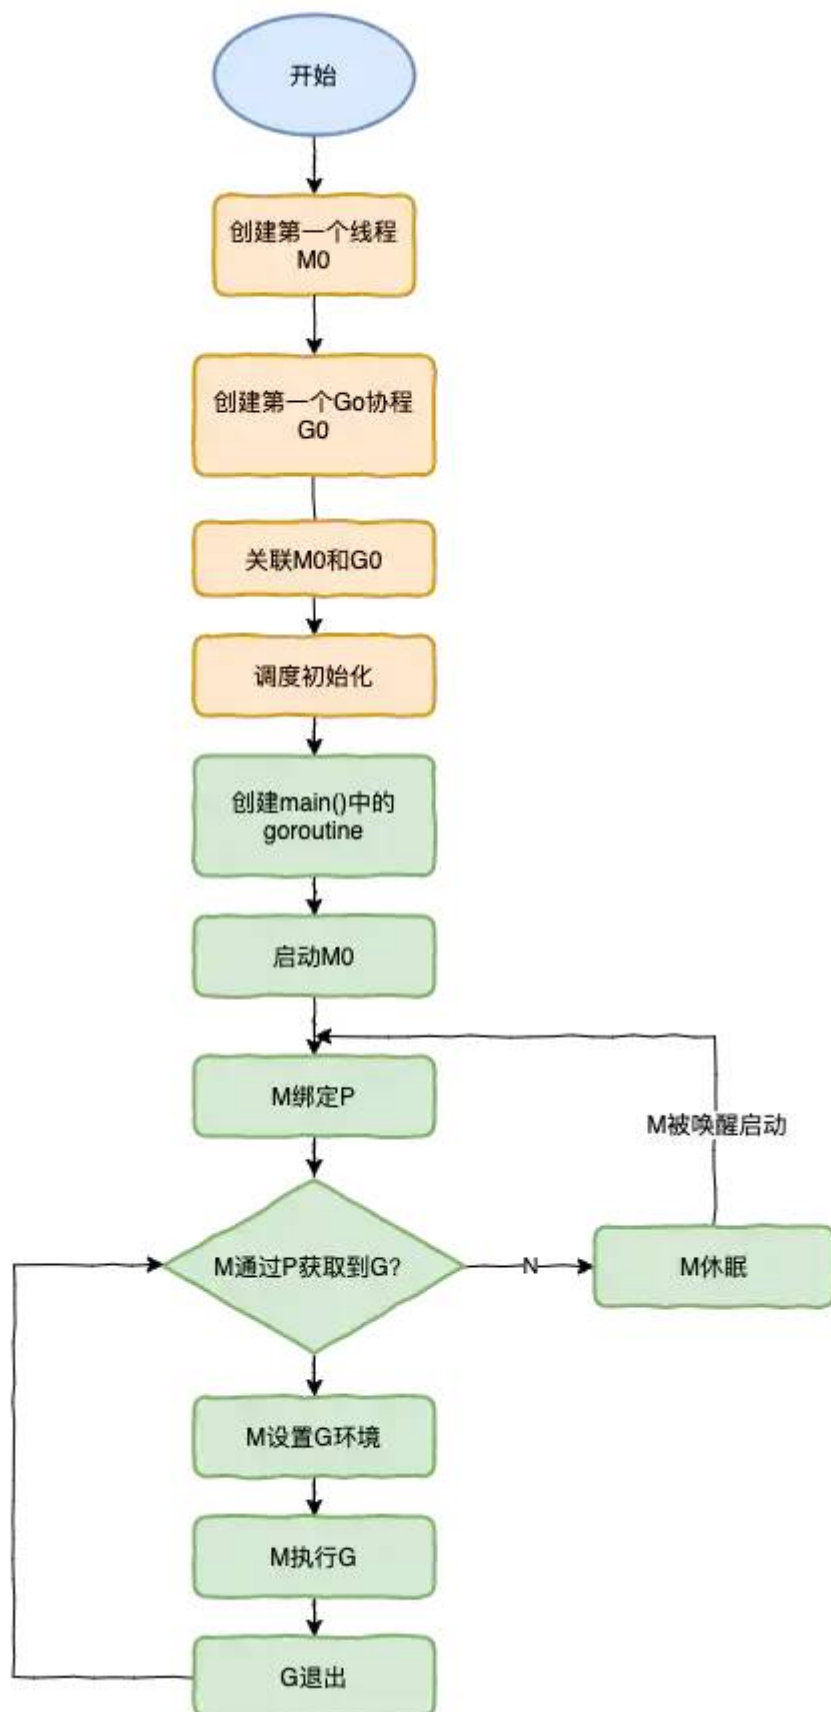 开始
创建第一个线程
M0
创建第一个Go协程
G0
关联M0和G0
调度初始化
创建main()中的
goroutine
启动M0
M绑定P
M被唤醒启动
M通过P获取到G?
N
M休眠
M设置G环境
M执行G
G退出